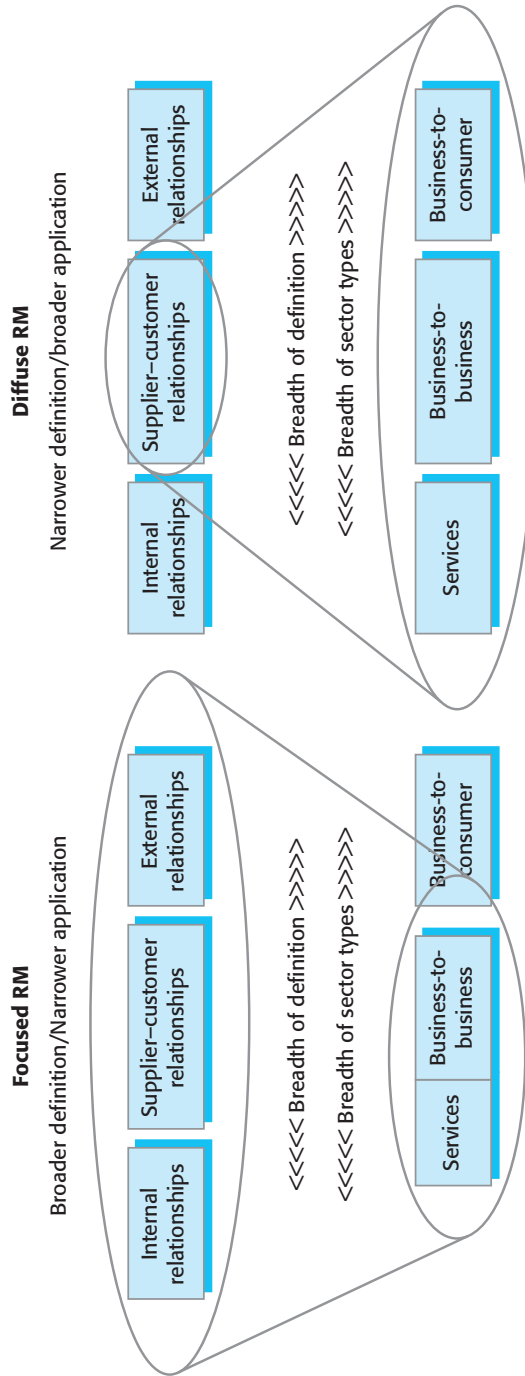 Focused RM
Broader definition/Narrower application
Internal
relationships
Supplier–customer
relationships
External
relationships
<<<<< Breadth of definition >>>>>
<<<<< Breadth of sector types >>>>>
Services
Business-to-
business
Business-to-
consumer
Diffuse RM
Narrower definition/broader application
Internal
relationships
Supplier–customer
relationships
External
relationships
<<<<< Breadth of definition >>>>>
<<<<< Breadth of sector types >>>>>
Services
Business-to-
business
Business-to-
consumer